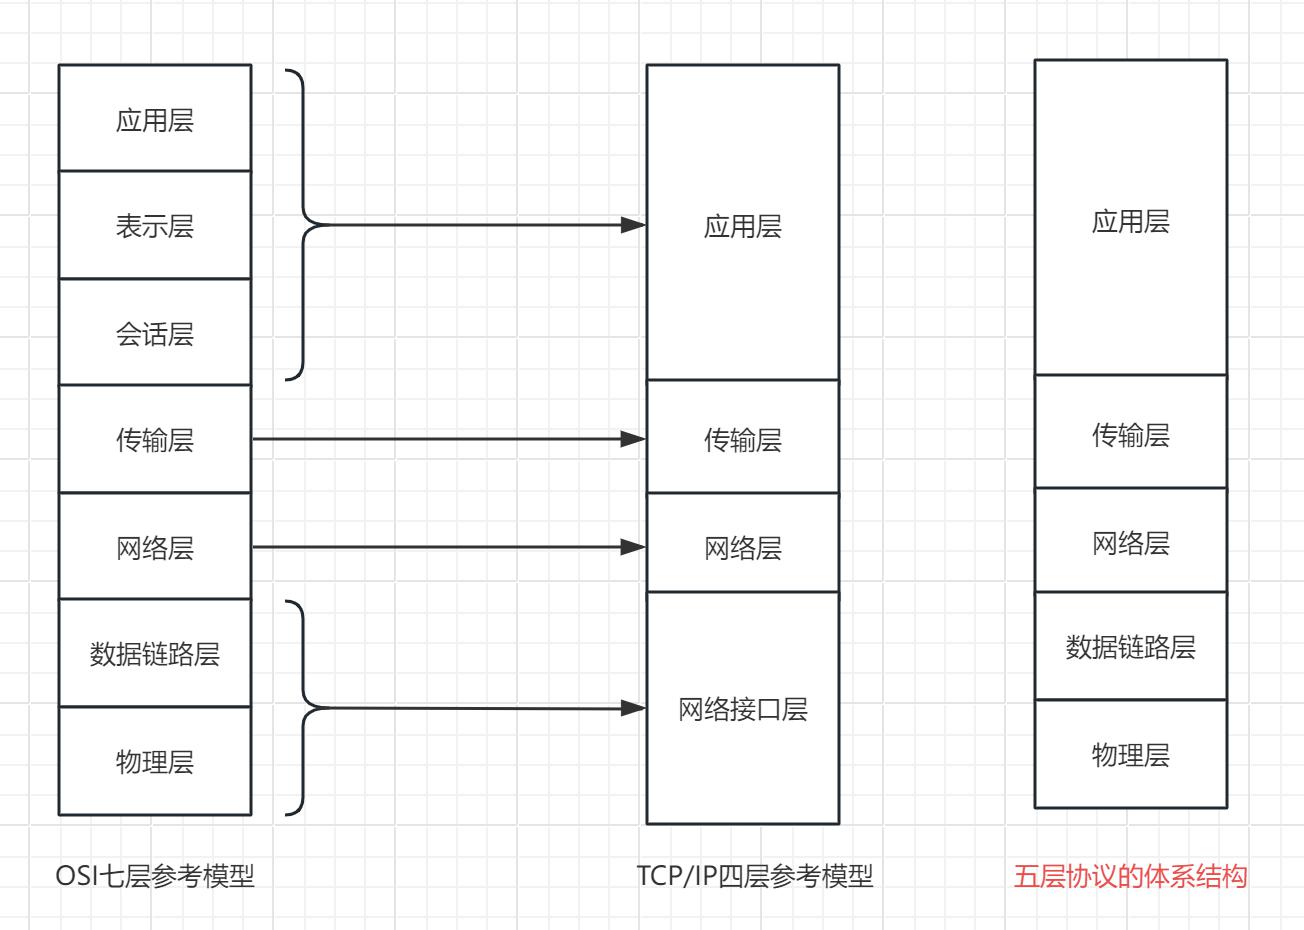 应用层
表示层
会话层
传输层
网络层
数据链路层
物理层
OSI七层参考模型
应用层
传输层
网络层
网络接口层
TCP/IP四层参考模型
应用层
传输层
网络层
数据链路层
物理层
五层协议的体系结构